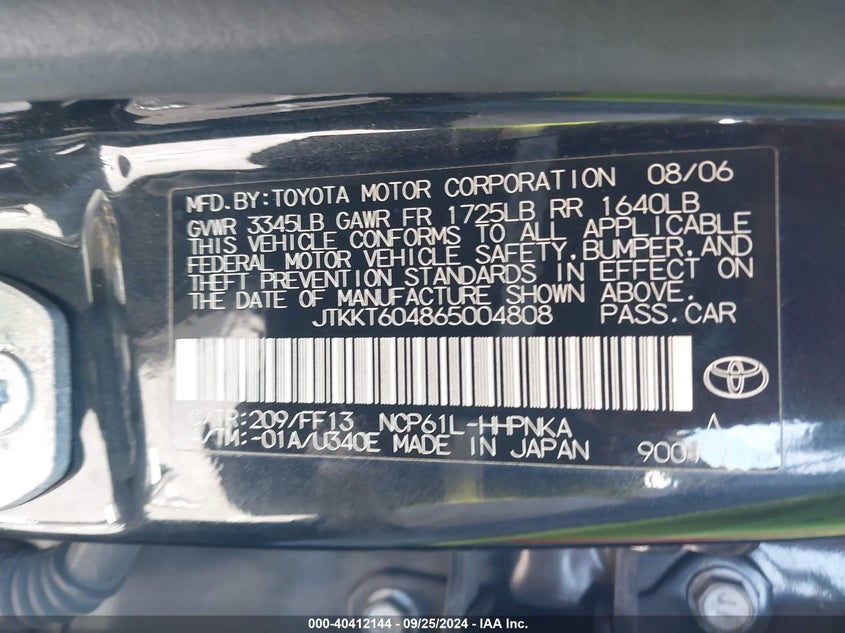 MFD.BY:TOYOTA MOTOR CORPORATION 08/06
GVWR 3345LB GAWR FR 1725LB RR 1640LB
THIS VEHICLE CONFORMS TO ALL APPLICABLE
FEDERAL MOTOR VEHICLE SAFETY,BUMPER,AND
THEFT PREVENTION STANDARDS IN EFFECT ON
THE DATE OF MANUFACTURE SHOWN ABOVE.
JTKKT604865004808 PASS.CAR
C/TR:209/FF13 NCP61L-HHPNKA
A/TM:-01A/U340E MADE IN JAPAN
000-40412144 - 09/25/2024 - IAA Inc.